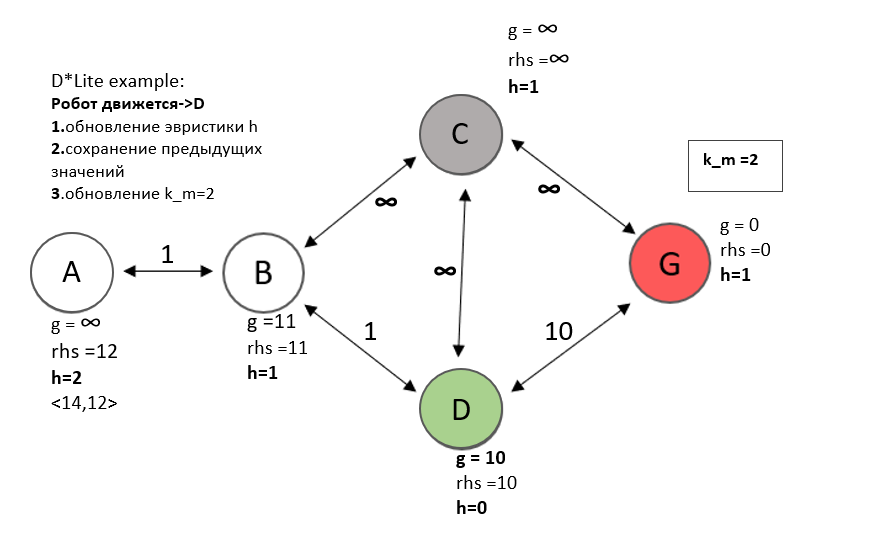 g = ∞
rhs =∞
h=1
D*Lite example:
Робот движется->D
1.обновление эвристики h
2.сохранение предыдущих
значений
3.обновление k_m=2
C
k_m =2
∞
∞
1
∞
A
B
G
g = 0
rhs =0
h=1
g = ∞
rhs =12
h=2
<14,12>
g =11
rhs =11
h=1
1
10
D
g = 10
rhs =10
h=0